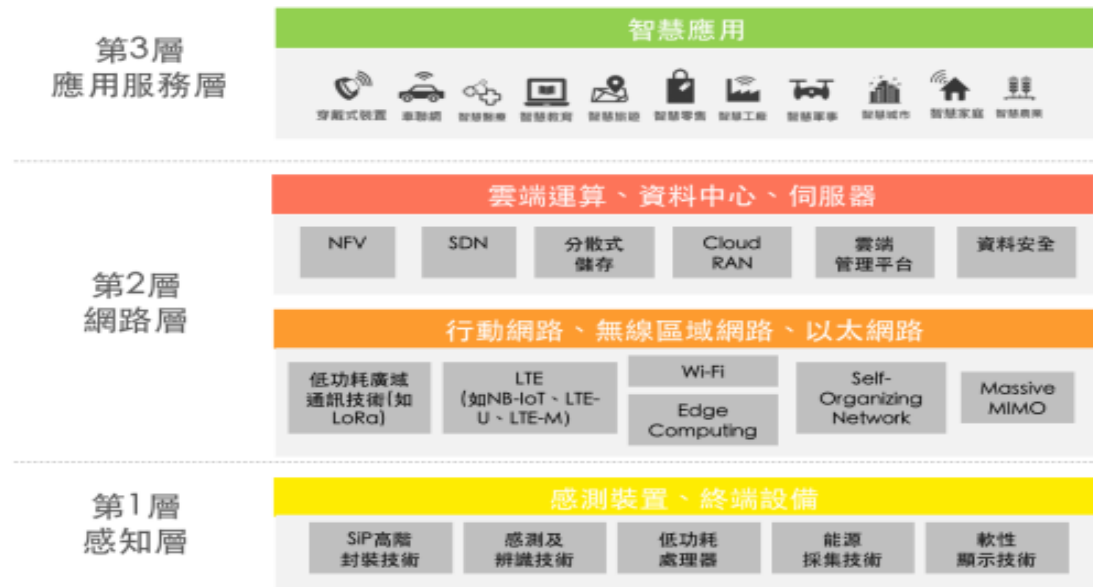 第3層
應用服務層
智慧應用
穿戴式裝置 車聯網 智慧醫療 智慧教育 智慧旅遊 智慧零售 智慧工廠 智慧軍事 智慧城市 智慧家庭 智慧農業
第2層
網路層
雲端運算、資料中心、伺服器
NFV
SDN
分散式
儲存
Cloud
RAN
雲端
管理平台
資料安全
行動網路、無線區域網路、以太網路
低功耗廣域
通訊技術(如
LoRa)
LTE
(如NB-IoT、LTE-
U、LTE-M)
Wi-Fi
Edge
Computing
Self-
Organizing
Network
Massive
MIMO
第1層
感知層
感測裝置、終端設備
SiP高階
封裝技術
感測及
辨識技術
低功耗
處理器
能源
採集技術
軟性
顯示技術